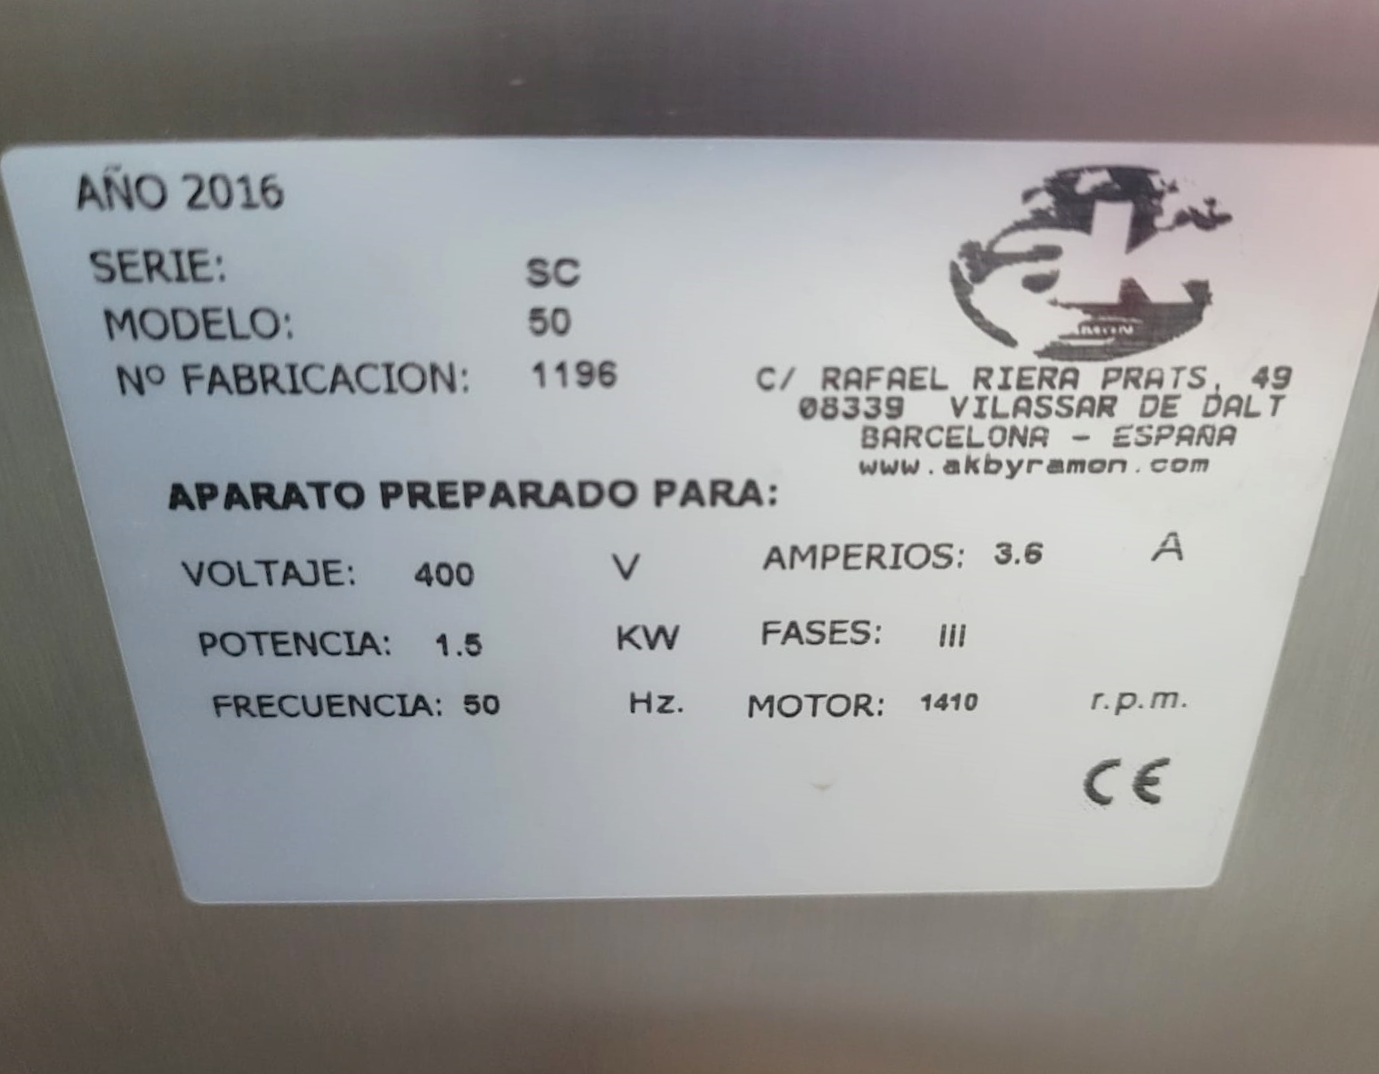 AÑO 2016
SERIE: SC
MODELO: 50
Nº FABRICACION: 1196
C/ RAFAEL RIERA PRATS, 49
08339 VILASSAR DE DALT
BARCELONA - ESPAÑA
www.akbyramon.com
APARATO PREPARADO PARA:
VOLTAJE: 400 V AMPERIOS: 3.6 A
POTENCIA: 1.5 KW FASES: III
FRECUENCIA: 50 Hz. MOTOR: 1410 r.p.m.
CE